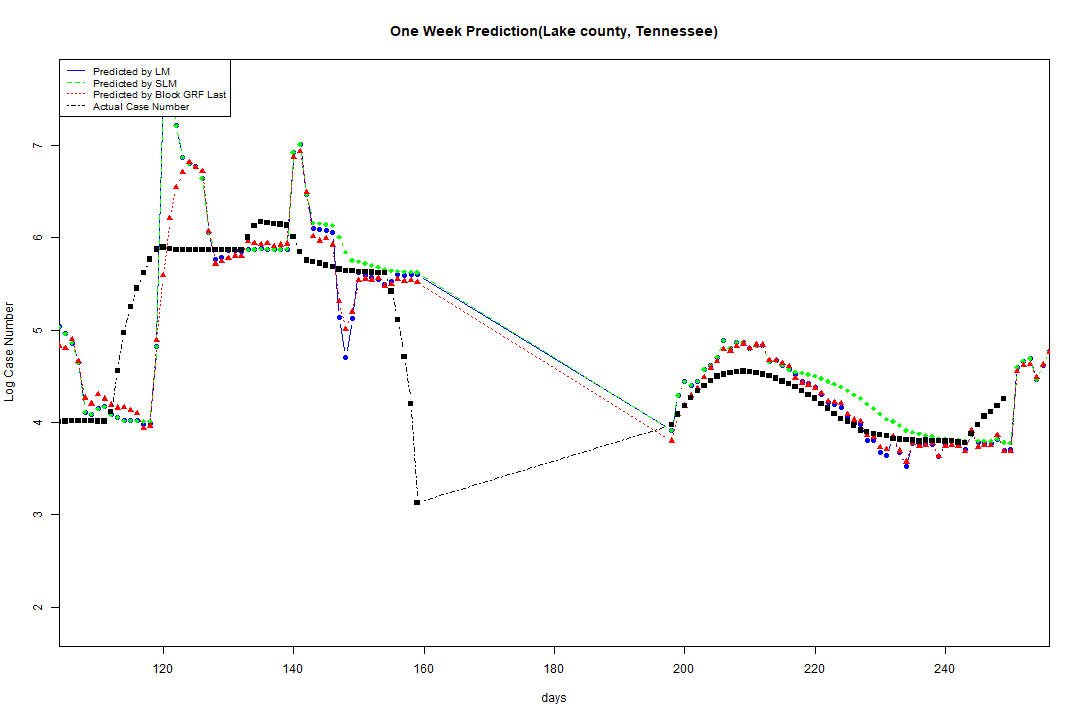 One Week Prediction(Lake county, Tennessee)
Predicted by LM
Predicted by SLM
Predicted by Block GRF Last
Actual Case Number
7
6
5
4
3
2
Log Case Number
120 140 160 180 200 220 240
days